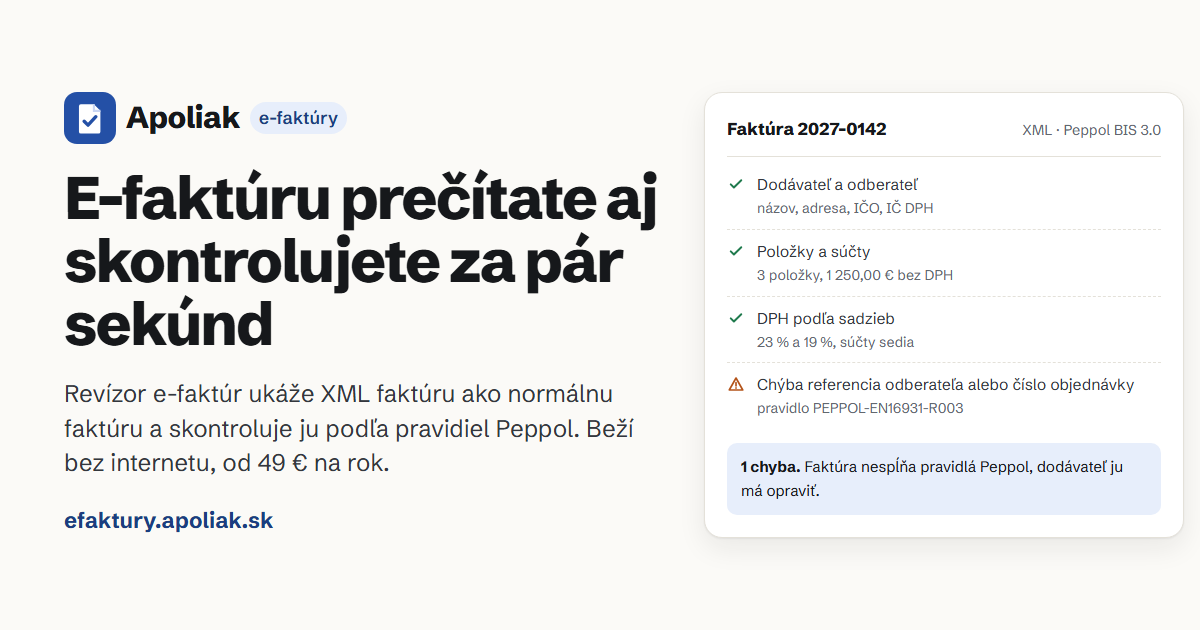 Apoliak e-faktúry
E-faktúru prečítate aj
skontrolujete za pár
sekúnd
Revízor e-faktúr ukáže XML faktúru ako normálnu
faktúru a skontroluje ju podľa pravidiel Peppol. Beží
bez internetu, od 49 € na rok.
efaktury.apoliak.sk
Faktúra 2027-0142 XML · Peppol BIS 3.0
Dodávateľ a odberateľ
názov, adresa, IČO, IČ DPH
Položky a súčty
3 položky, 1 250,00 € bez DPH
DPH podľa sadzieb
23 % a 19 %, súčty sedia
Chýba referencia odberateľa alebo číslo objednávky
pravidlo PEPPOL-EN16931-R003
1 chyba. Faktúra nespĺňa pravidlá Peppol, dodávateľ ju
má opraviť.